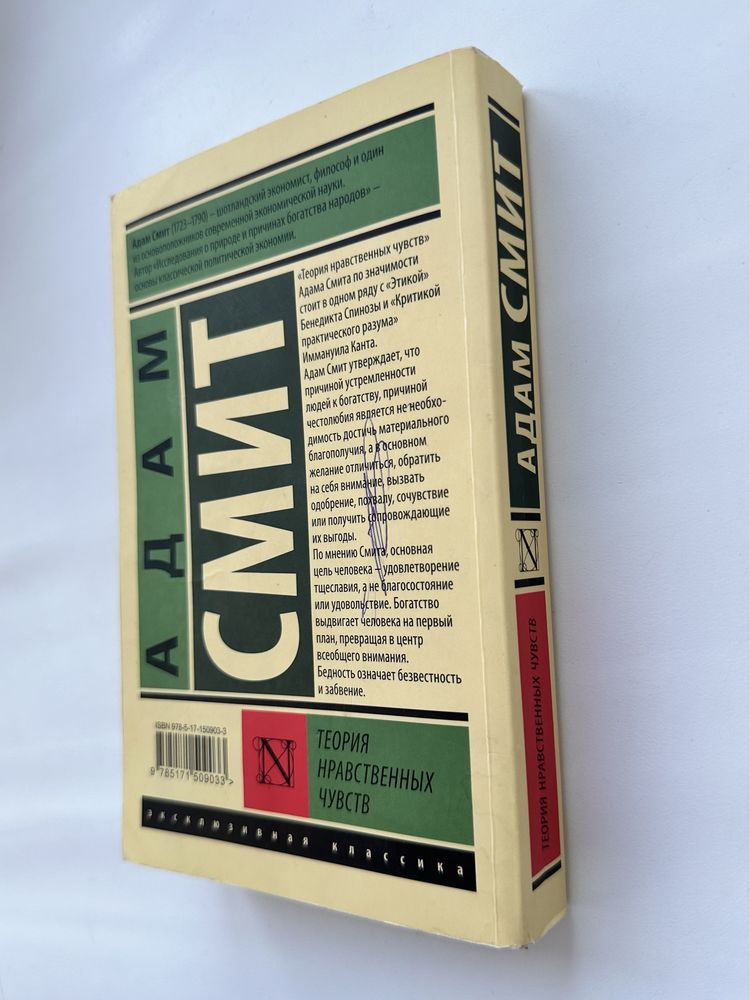 Адам Смит (1723–1790) – шотландский экономист, философ и один
из основоположников современной экономической науки.
Автор «Исследования о природе и причинах богатства народов» –
основы классической политической экономии.
АДАМ
СМИТ
«Теория нравственных чувств»
Адама Смита по значимости
стоит в одном ряду с «Этикой»
Бенедикта Спинозы и «Критикой
практического разума»
Иммануила Канта.
Адам Смит утверждает, что
причиной устремленности
людей к богатству, причиной
честолюбия является не необхо-
димость достичь материального
благополучия, а в основном
желание отличиться, обратить
на себя внимание, вызвать
одобрение, похвалу, сочувствие
или получить сопровождающие
их выгоды.
По мнению Смита, основная
цель человека – удовлетворение
тщеславия, а не благосостояние
или удовольствие. Богатство
выдвигает человека на первый
план, превращая в центр
всеобщего внимания.
Бедность означает безвестность
и забвение.
ISBN 978-5-17-150903-3
9 785171 509033>
ТЕОРИЯ
НРАВСТВЕННЫХ
ЧУВСТВ
эксклюзивная классика
АДАМ СМИТ
ТЕОРИЯ НРАВСТВЕННЫХ ЧУВСТВ